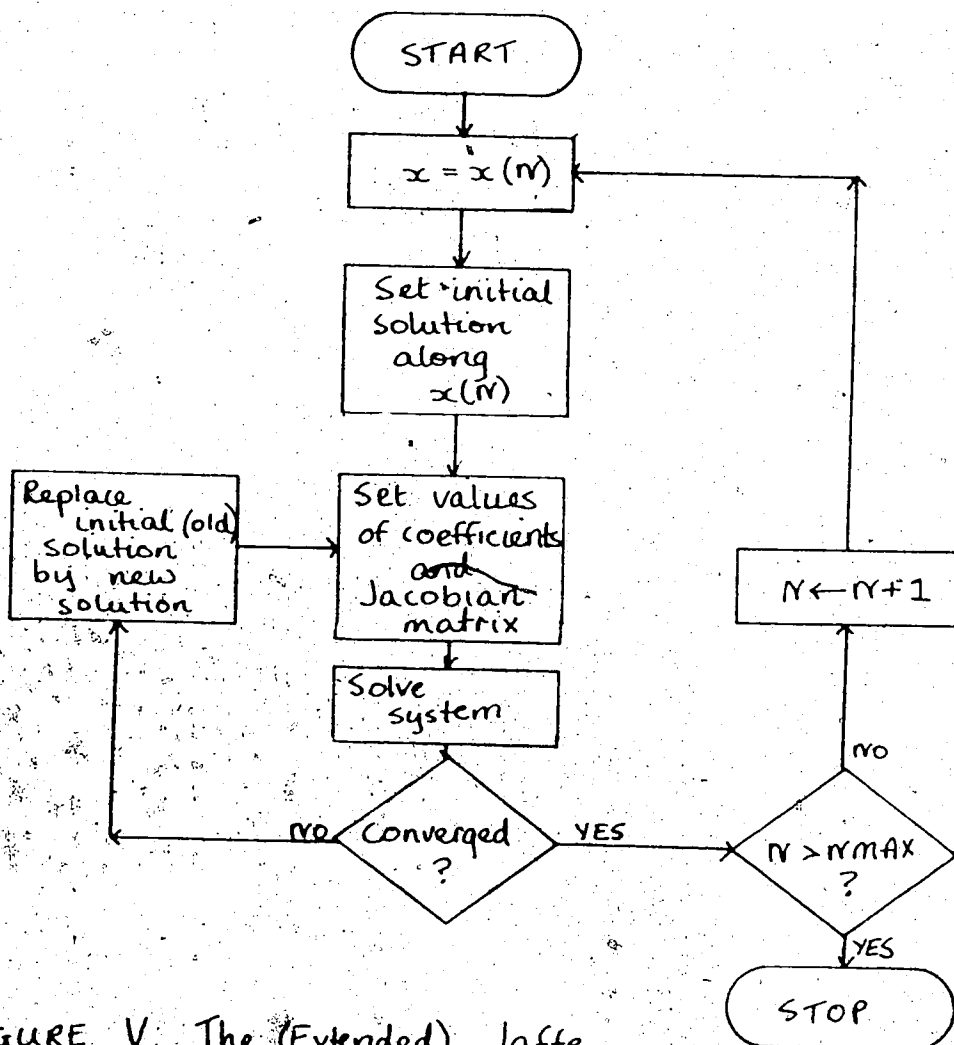 START
x = x(N)
Set initial
solution
along
x(N)
Replace
initial (old)
solution
by new
solution
Set values
of coefficients
and
Jacobian
matrix
N ← N+1
Solve
system
NO
NO
Converged
?
YES
N > NMAX
?
YES
STOP
GURE V. The (Extended) Jaffe